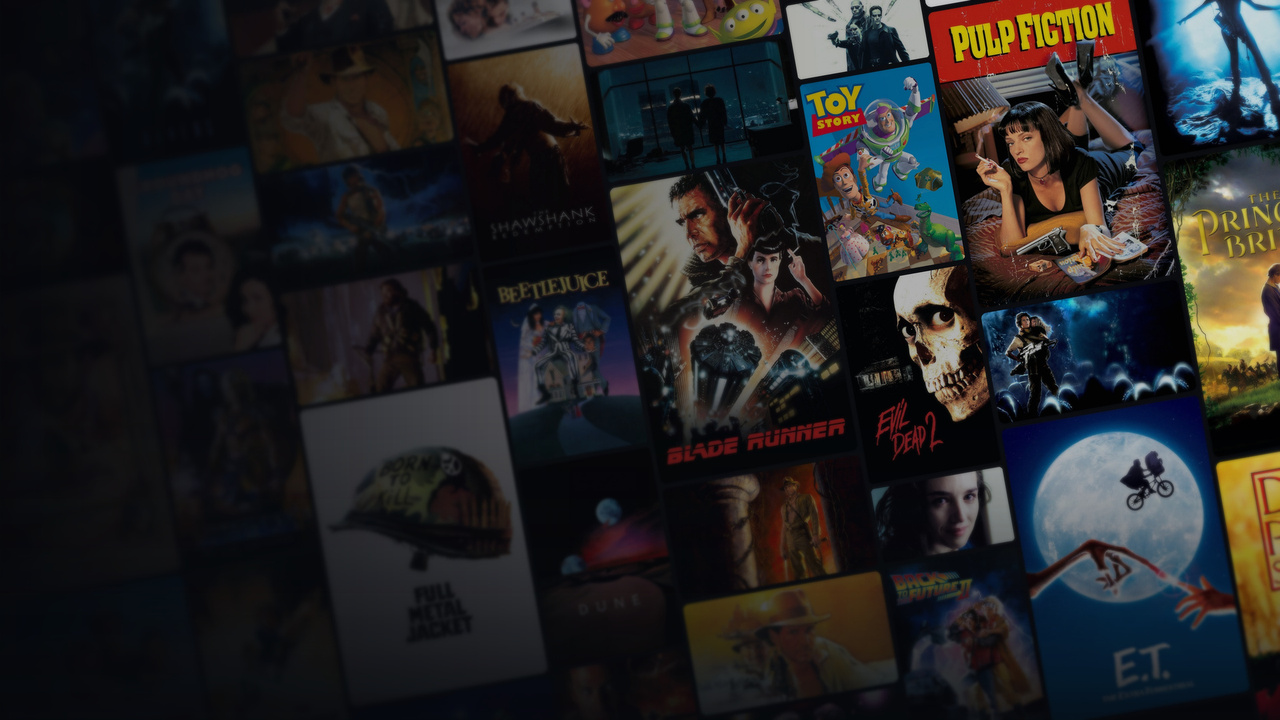 PULP FICTION
TOY
STORY
THE
SHAWSHANK
REDEMPTION
THE
PRINC
BRI
BEETLEJUICE
BLADE RUNNER
EVIL
DEAD 2
BORN
TO
KILL
FULL
METAL
JACKET
DUNE
BACK
TO THE FUTURE II
E.T.